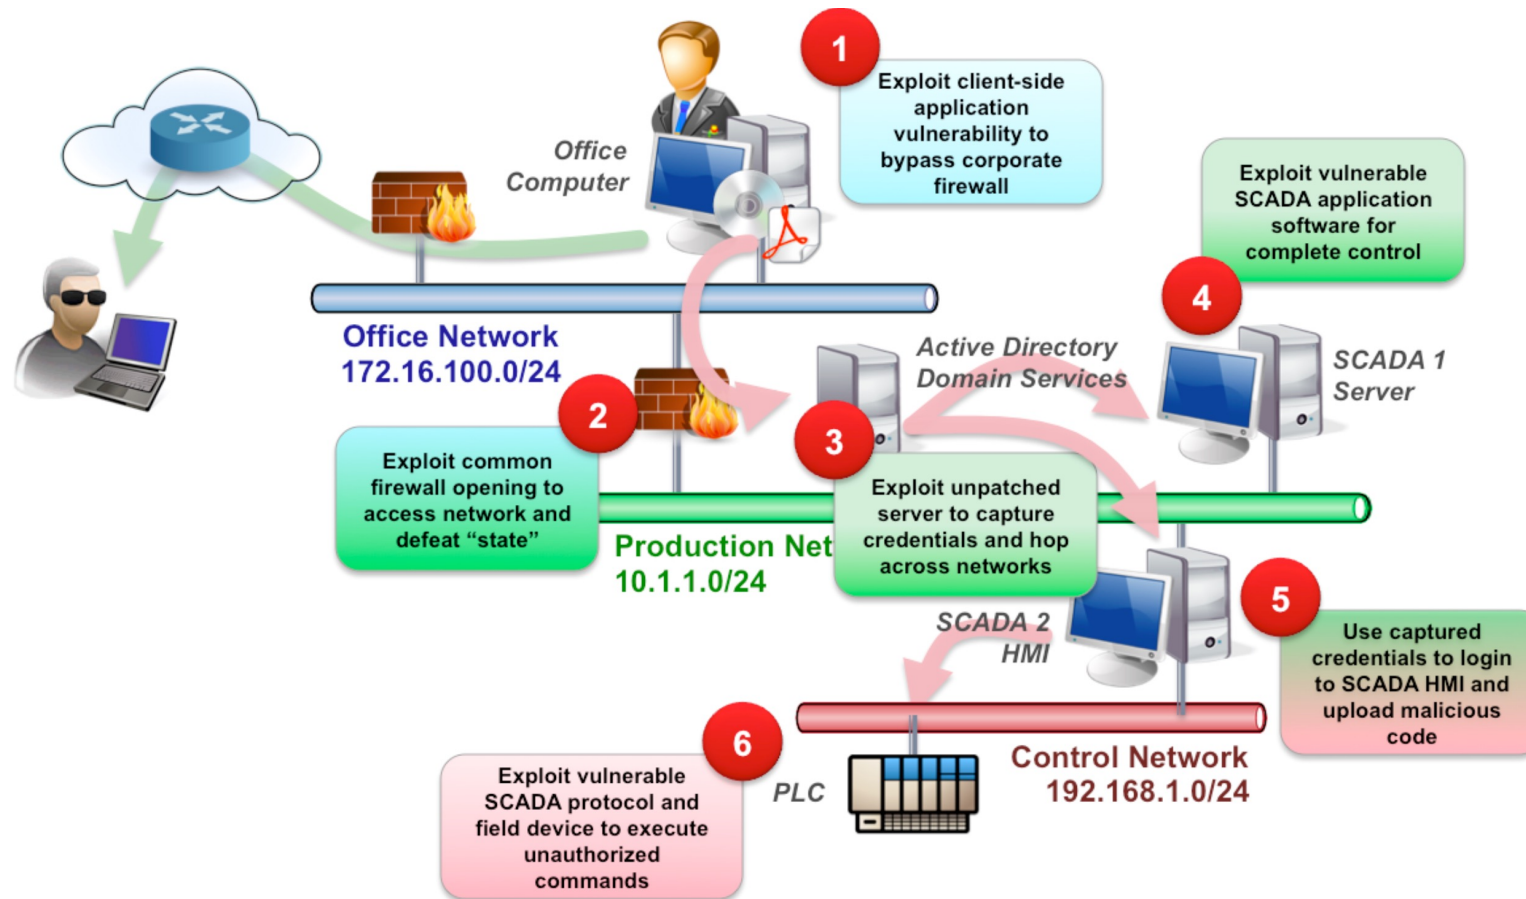 1
Exploit client-side
application
vulnerability to
bypass corporate
firewall
Office
Computer
Exploit vulnerable
SCADA application
software for
complete control
4
Office Network
172.16.100.0/24
Active Directory
Domain Services
SCADA 1
Server
2
Exploit common
firewall opening to
access network and
defeat “state”
3
Exploit unpatched
server to capture
credentials and hop
across networks
Production Net
10.1.1.0/24
SCADA 2
HMI
5
Use captured
credentials to login
to SCADA HMI and
upload malicious
code
6
Exploit vulnerable
SCADA protocol and
field device to execute
unauthorized
commands
PLC
Control Network
192.168.1.0/24